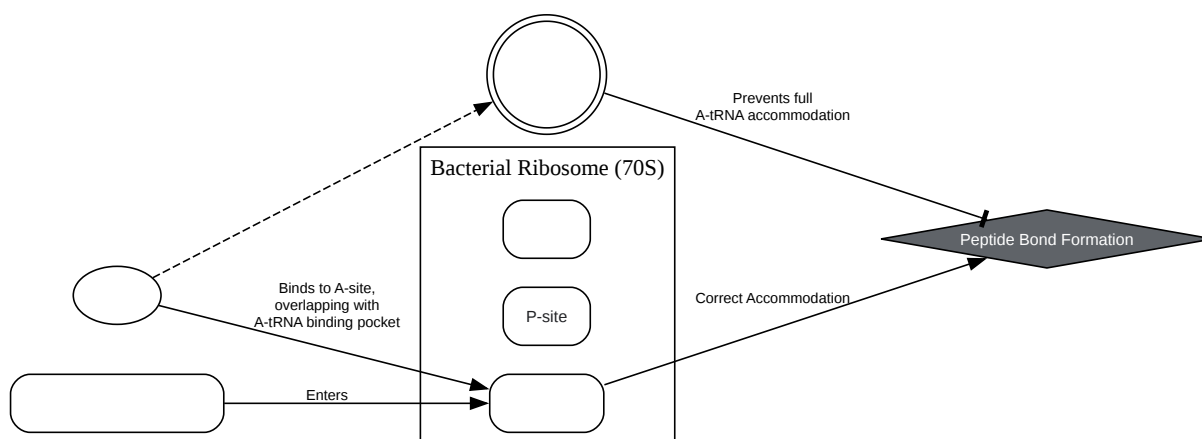 Prevents full
A-tRNA accommodation
Bacterial Ribosome (70S)
Peptide Bond Formation
Binds to A-site,
overlapping with
A-tRNA binding pocket
Correct Accommodation
P-site
Enters